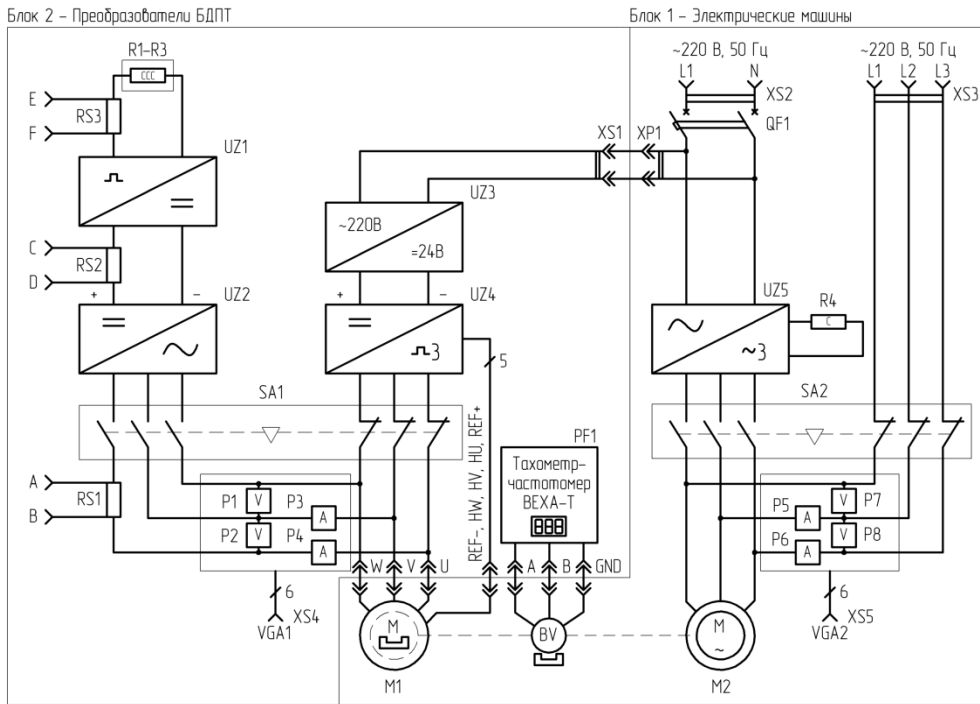 Блок 2 – Преобразователи БДПТ
Блок 1 – Электрические машины
R1–R3
ССС
E
F
RS3
UZ1
C
D
RS2
+
–
UZ2
SA1
A
B
RS1
P1
V
P3
A
P2
V
P4
A
6
XS4
VGA1
~220В
=24В
UZ3
+
–
UZ4
3
5
REF-, HW, HV, HU, REF+
W
V
U
M
M1
PF1
Тахометр-
частотомер
ВЕХА-Т
A
B
GND
BV
XS1
XP1
~220 В, 50 Гц
L1
N
XS2
QF1
~220 В, 50 Гц
L1
L2
L3
XS3
UZ5
~3
R4
С
SA2
P5
A
V
P7
P6
A
V
P8
6
XS5
VGA2
M
~
M2